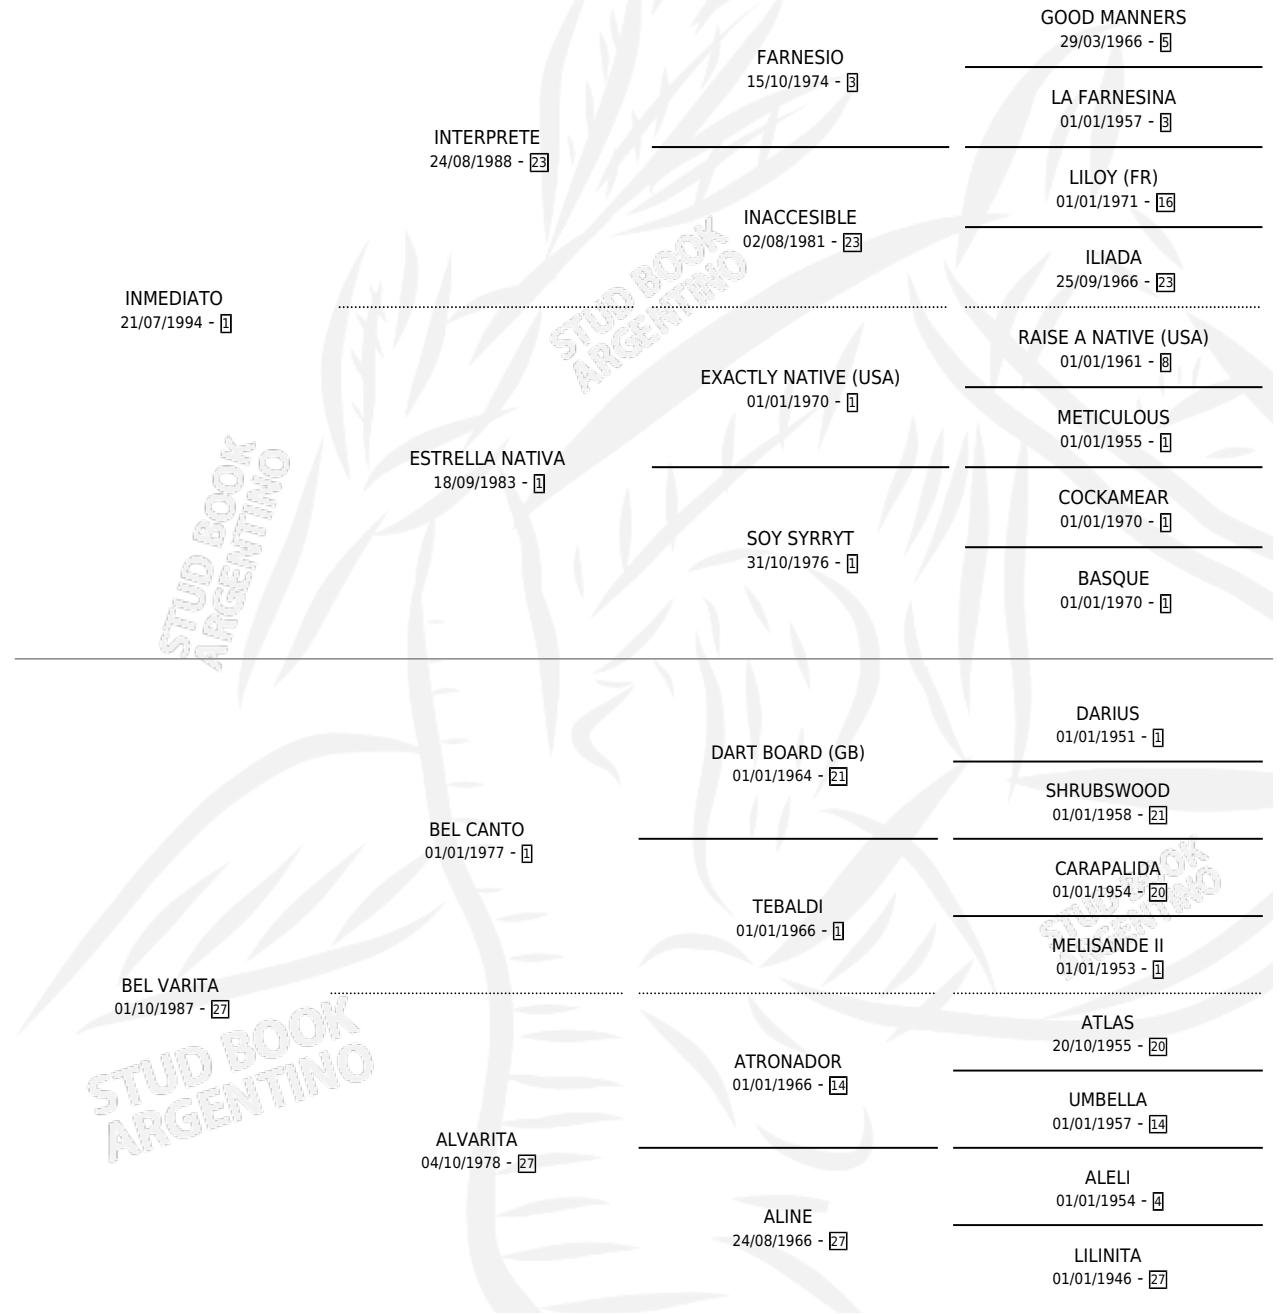 GOOD MANNERS
29/03/1966 - 5
FARNESIO
15/10/1974 - 3
LA FARNESINA
01/01/1957 - 3
INTERPRETE
24/08/1988 - 23
LILOY (FR)
01/01/1971 - 16
INACCESIBLE
02/08/1981 - 23
ILIADA
25/09/1966 - 23
INMEDIATO
21/07/1994 - 1
RAISE A NATIVE (USA)
01/01/1961 - 8
EXACTLY NATIVE (USA)
01/01/1970 - 1
METICULOUS
01/01/1955 - 1
ESTRELLA NATIVA
18/09/1983 - 1
COCKAMEAR
01/01/1970 - 1
SOY SYRRYT
31/10/1976 - 1
BASQUE
01/01/1970 - 1
DARIUS
01/01/1951 - 1
DART BOARD (GB)
01/01/1964 - 21
SHRUBSWOOD
01/01/1958 - 21
BEL CANTO
01/01/1977 - 1
CARAPALIDA
01/01/1954 - 20
TEBALDI
01/01/1966 - 1
MELISANDE II
01/01/1953 - 1
BEL VARITA
01/10/1987 - 27
ATLAS
20/10/1955 - 20
ATRONADOR
01/01/1966 - 14
UMBELLA
01/01/1957 - 14
ALVARITA
04/10/1978 - 27
ALELI
01/01/1954 - 4
ALINE
24/08/1966 - 27
LILINITA
01/01/1946 - 27
STUD BOOK
ARGENTINO
STUD BOOK
ARGENTINO
STUD BOOK
ARGENTINO
STUD BOOK
ARGENTINO